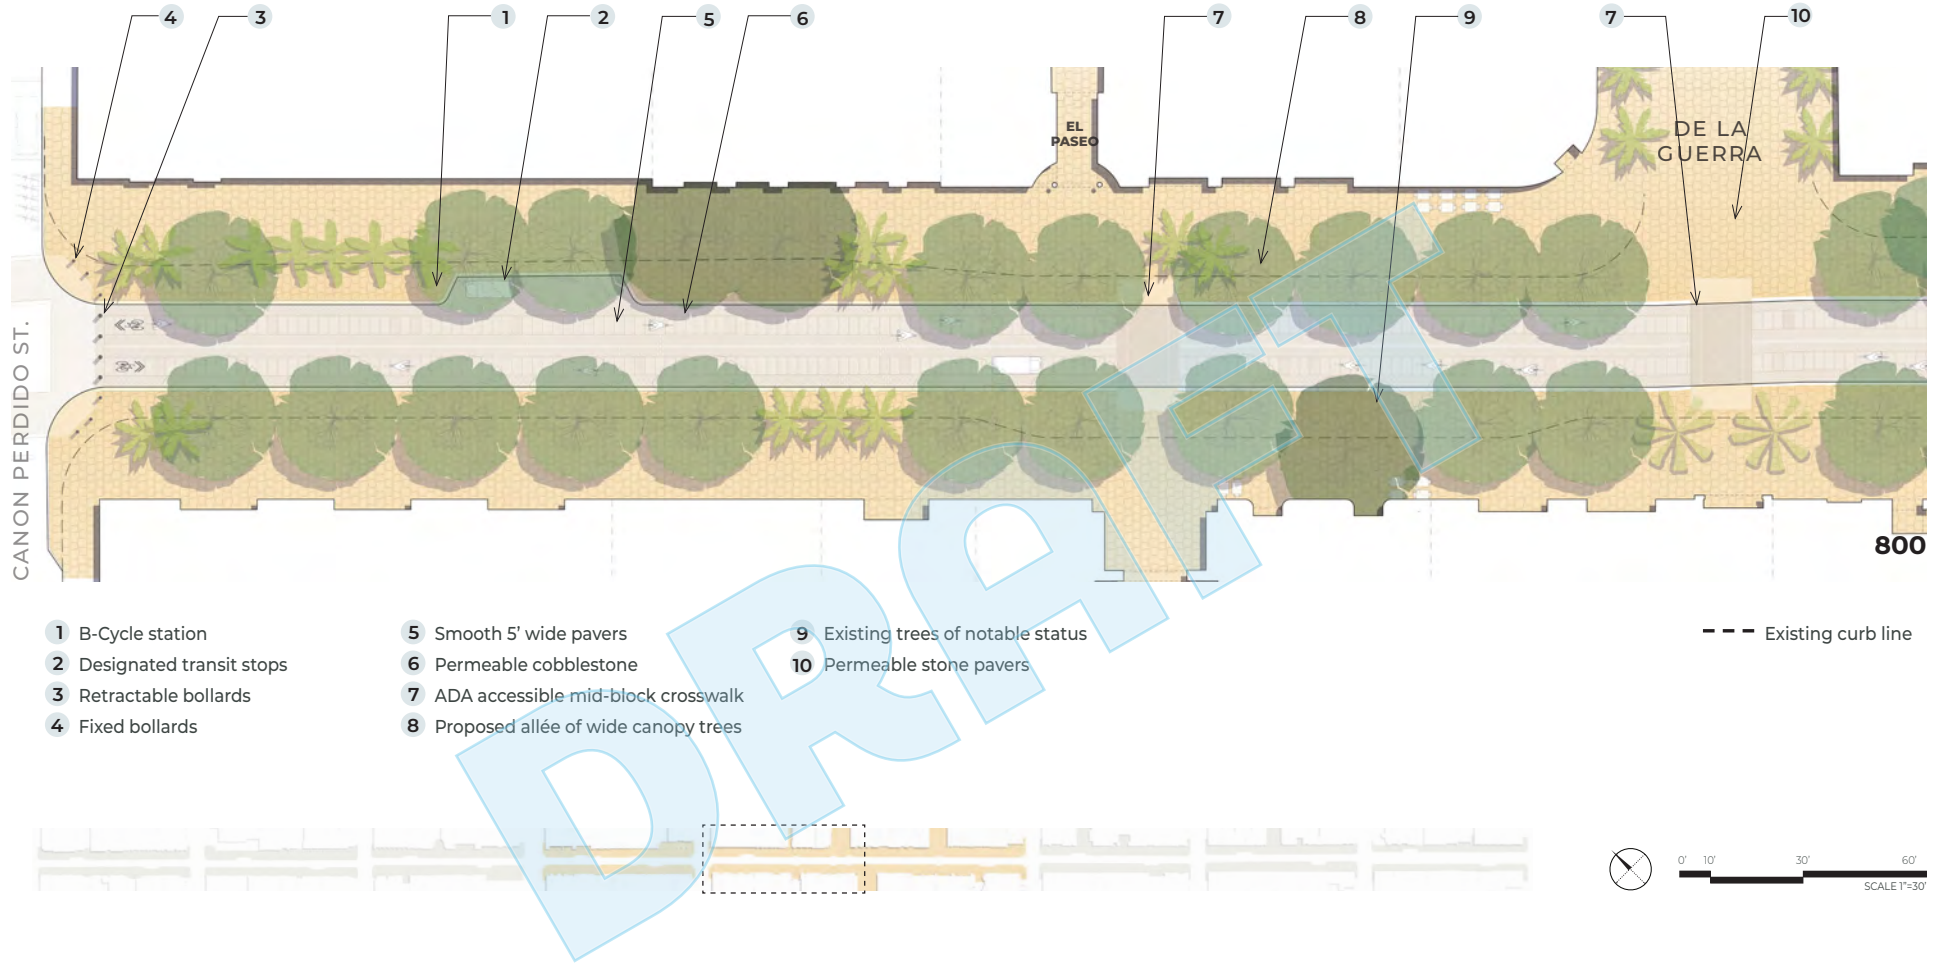 4
3
1
2
5
6
7
8
9
7
10
EL
PASEO
DE LA
GUERRA
CANON PERDIDO ST.
800
1 B-Cycle station
2 Designated transit stops
3 Retractable bollards
4 Fixed bollards
5 Smooth 5’ wide pavers
6 Permeable cobblestone
7 ADA accessible mid-block crosswalk
8 Proposed allée of wide canopy trees
9 Existing trees of notable status
10 Permeable stone pavers
Existing curb line
DRAFT
0' 10' 30' 60'
SCALE 1"=30'